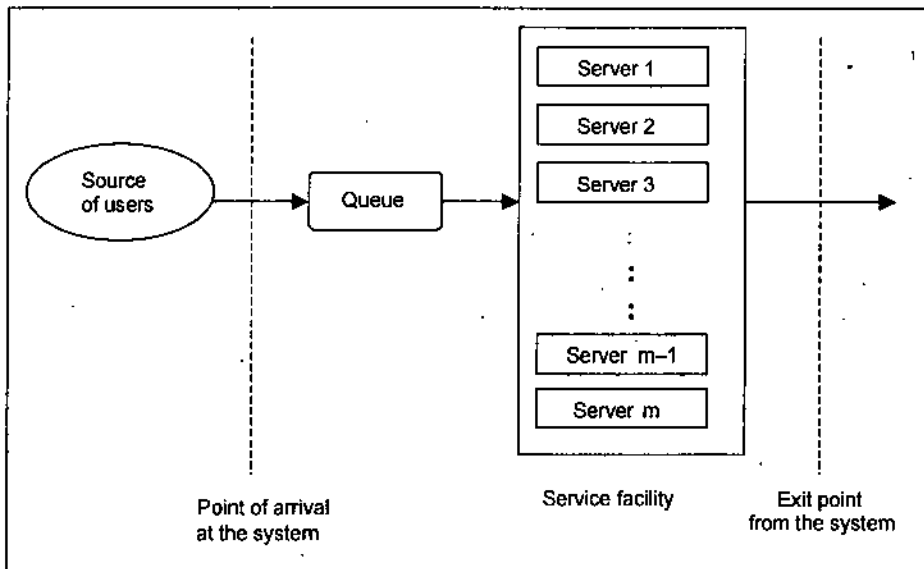 Server 1
Server 2
Server 3
Source
of users
Queue
Server m–1
Server m
Point of arrival
at the system
Service facility
Exit point
from the system